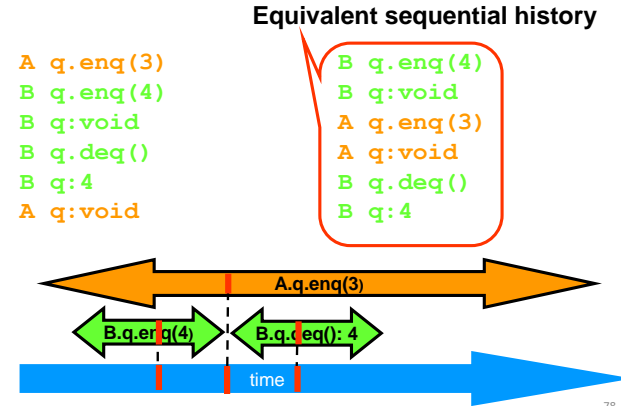 Equivalent sequential history
A q.enq(3)
B q.enq(4)
B q:void
B q.deq()
B q:4
A q:void
B q.enq(4)
B q:void
A q.enq(3)
A q:void
B q.deq()
B q:4
A.q.enq(3)
B.q.enq(4)
B.q.deq(): 4
time
78